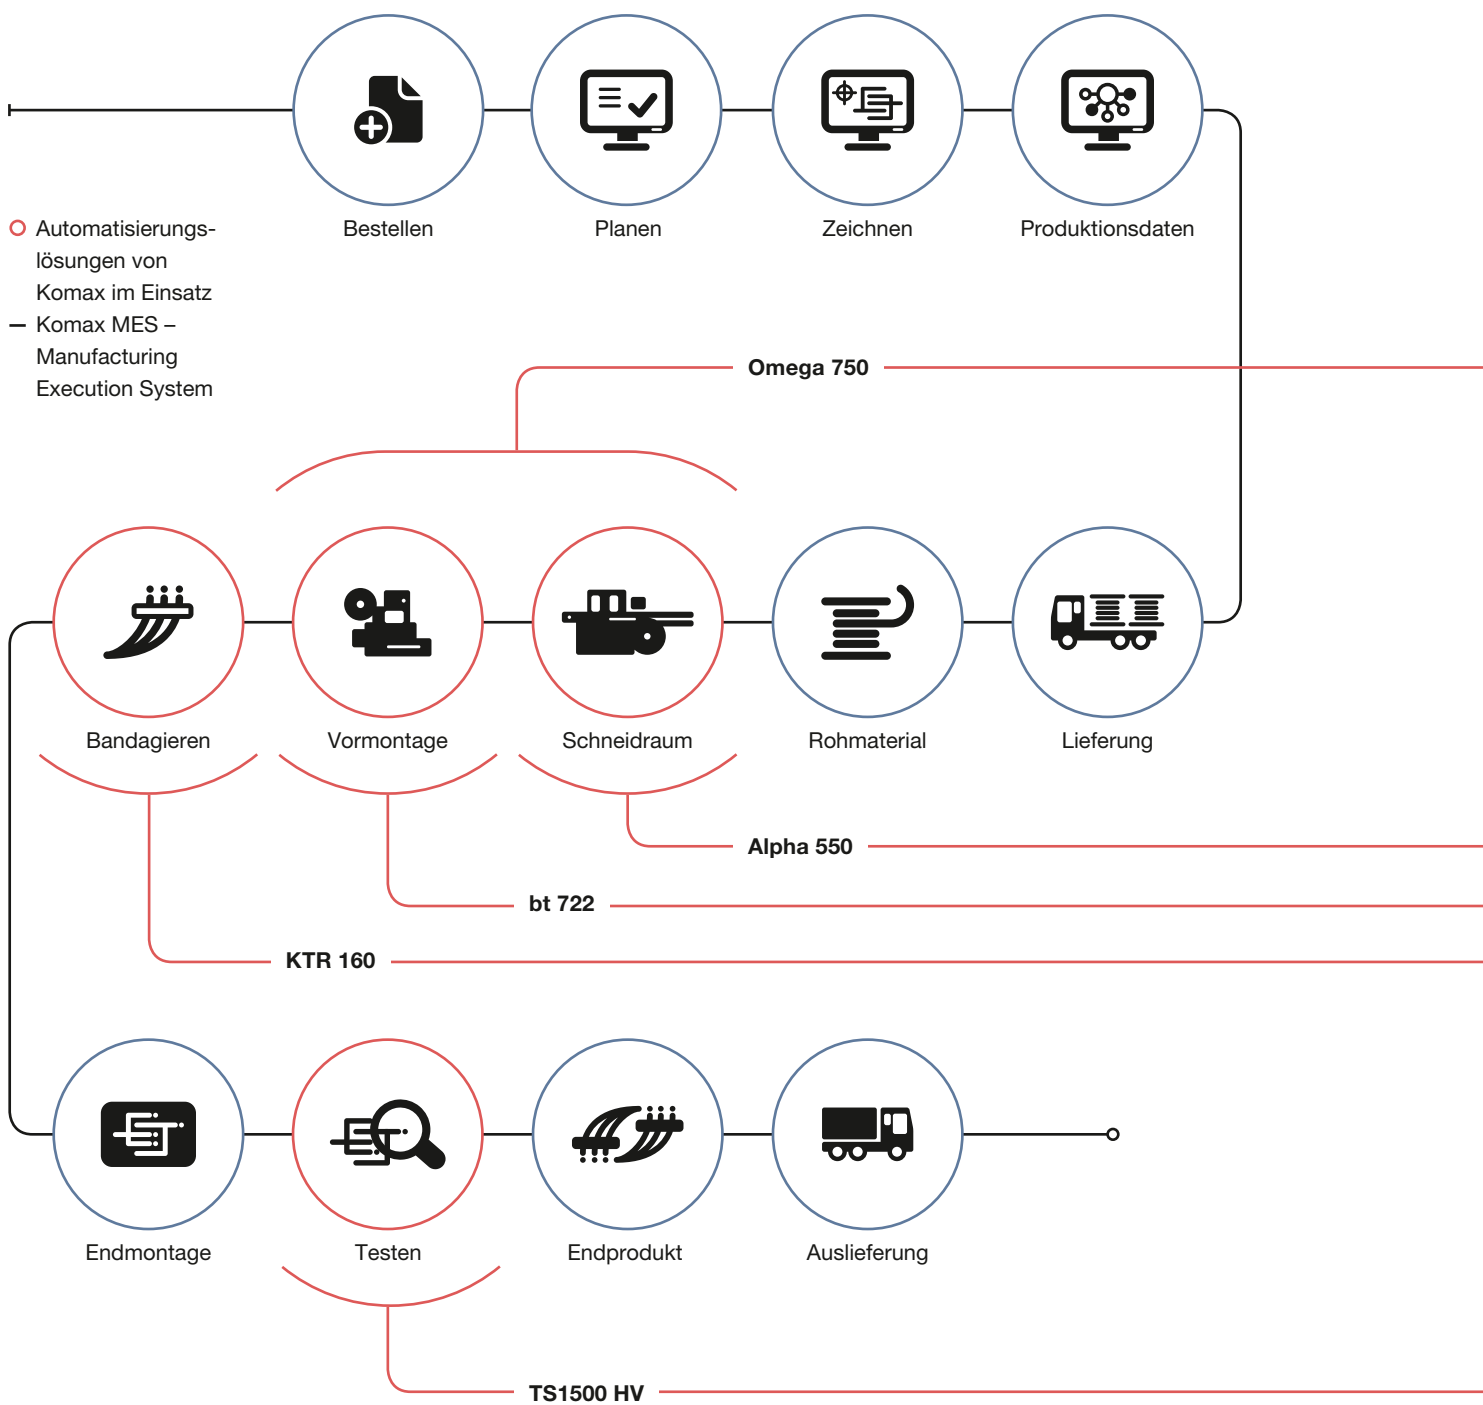 Bestellen
Planen
Zeichnen
Produktionsdaten
Automatisierungs-
lösungen von
Komax im Einsatz
Komax MES –
Manufacturing
Execution System
Omega 750
Bandagieren
Vormontage
Schneidraum
Rohmaterial
Lieferung
Alpha 550
bt 722
KTR 160
Endmontage
Testen
Endprodukt
Auslieferung
TS1500 HV